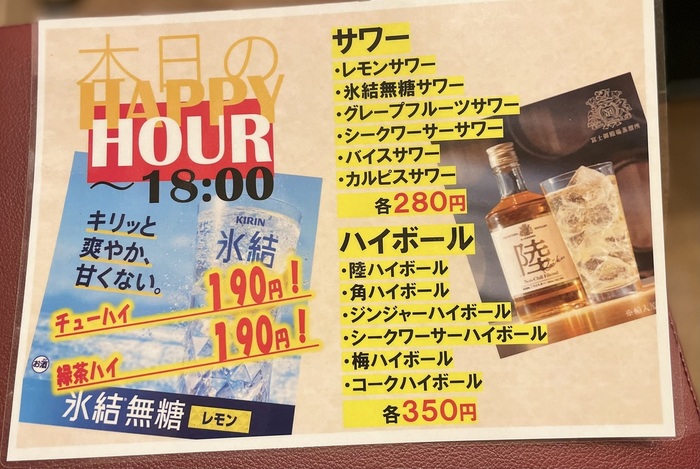 本日の
HAPPY
HOUR
～18:00
キリッと
爽やか、
甘くない。
KIRIN
氷結
チューハイ 190円！
緑茶ハイ 190円！
お酒
氷結無糖 レモン
サワー
・レモンサワー
・氷結無糖サワー
・グレープフルーツサワー
・シークワーサーサワー
・バイスサワー
・カルピスサワー
各280円
ハイボール
・陸ハイボール
・角ハイボール
・ジンジャーハイボール
・シークワーサーハイボール
・梅ハイボール
・コークハイボール
各350円
富士御殿場蒸溜所
陸